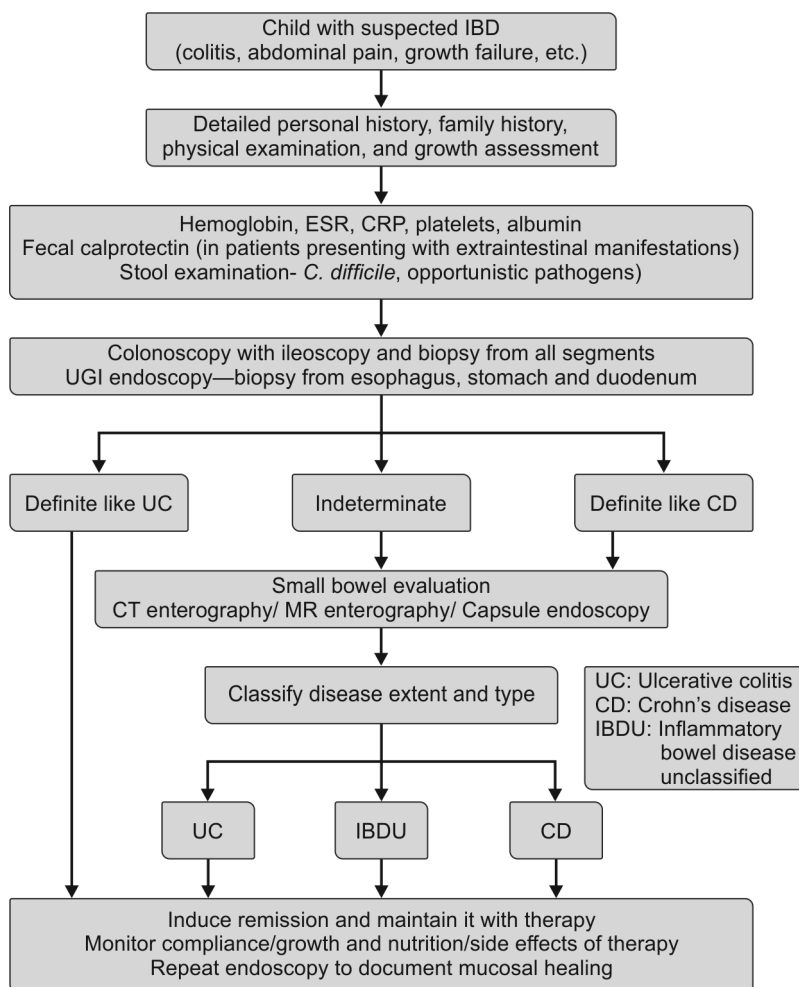 Child with suspected IBD
(colitis, abdominal pain, growth failure, etc.)
Detailed personal history, family history,
physical examination, and growth assessment
Hemoglobin, ESR, CRP, platelets, albumin
Fecal calprotectin (in patients presenting with extraintestinal manifestations)
Stool examination- C. difficile, opportunistic pathogens)
Colonoscopy with ileoscopy and biopsy from all segments
UGI endoscopy—biopsy from esophagus, stomach and duodenum
Definite like UC
Indeterminate
Definite like CD
Small bowel evaluation
CT enterography/ MR enterography/ Capsule endoscopy
Classify disease extent and type
UC: Ulcerative colitis
CD: Crohn's disease
IBDU: Inflammatory
bowel disease
unclassified
UC
IBDU
CD
Induce remission and maintain it with therapy
Monitor compliance/growth and nutrition/side effects of therapy
Repeat endoscopy to document mucosal healing